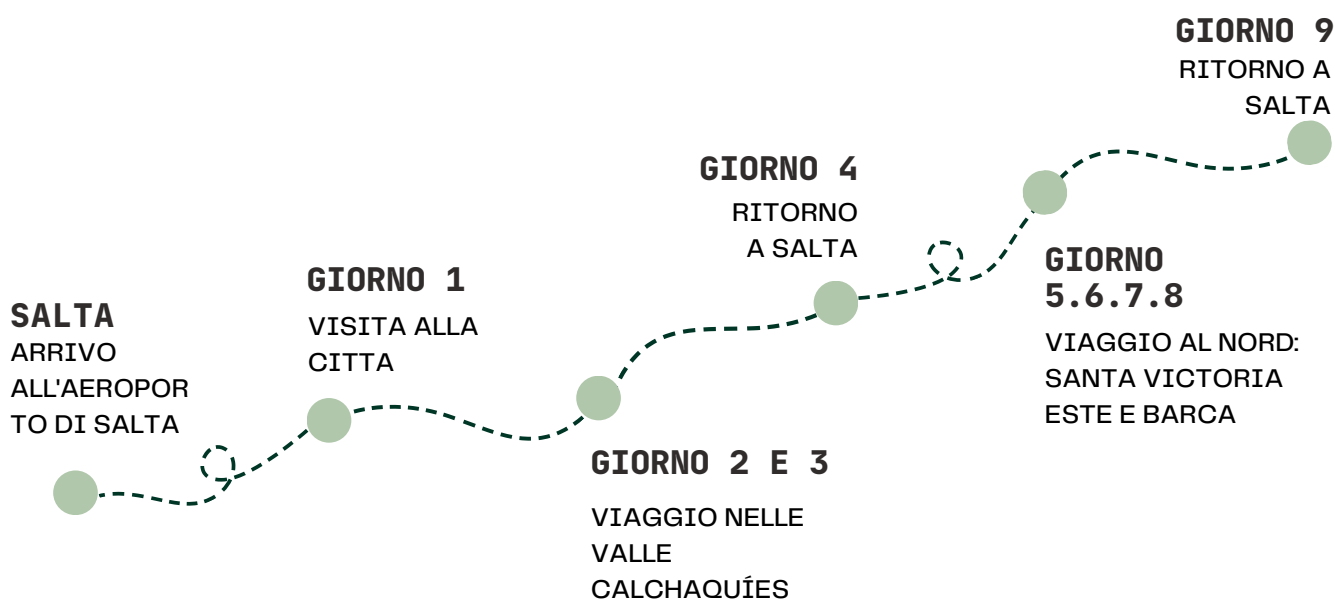 SALTA
ARRIVO
ALL'AEROPOR
TO DI SALTA
GIORNO 1
VISITA ALLA
CITTA
GIORNO 2 E 3
VIAGGIO NELLE
VALLE
CALCHAQUÍES
GIORNO 4
RITORNO
A SALTA
GIORNO
5.6.7.8
VIAGGIO AL NORD:
SANTA VICTORIA
ESTE E BARCA
GIORNO 9
RITORNO A
SALTA